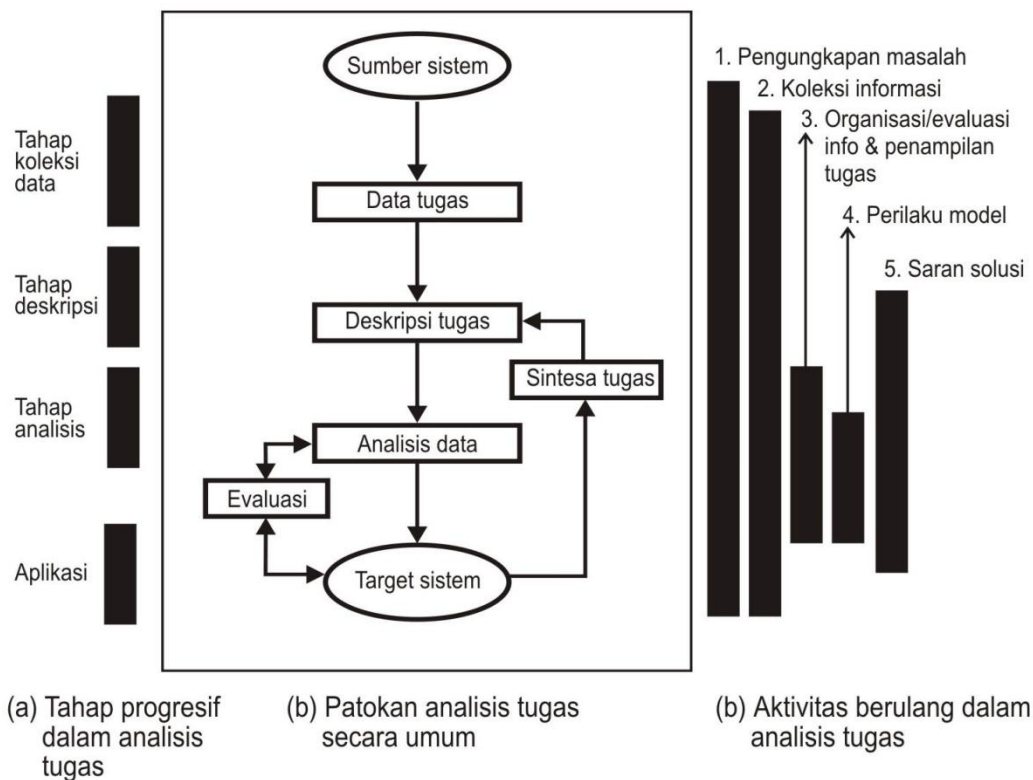 Sumber sistem
1. Pengungkapan masalah
2. Koleksi informasi
3. Organisasi/evaluasi
info & penampilan
tugas
Tahap
koleksi
data
Data tugas
4. Perilaku model
5. Saran solusi
Tahap
deskripsi
Deskripsi tugas
Sintesa tugas
Tahap
analisis
Analisis data
Evaluasi
Aplikasi
Target sistem
(a) Tahap progresif
dalam analisis
tugas
(b) Patokan analisis tugas
secara umum
(b) Aktivitas berulang dalam
analisis tugas